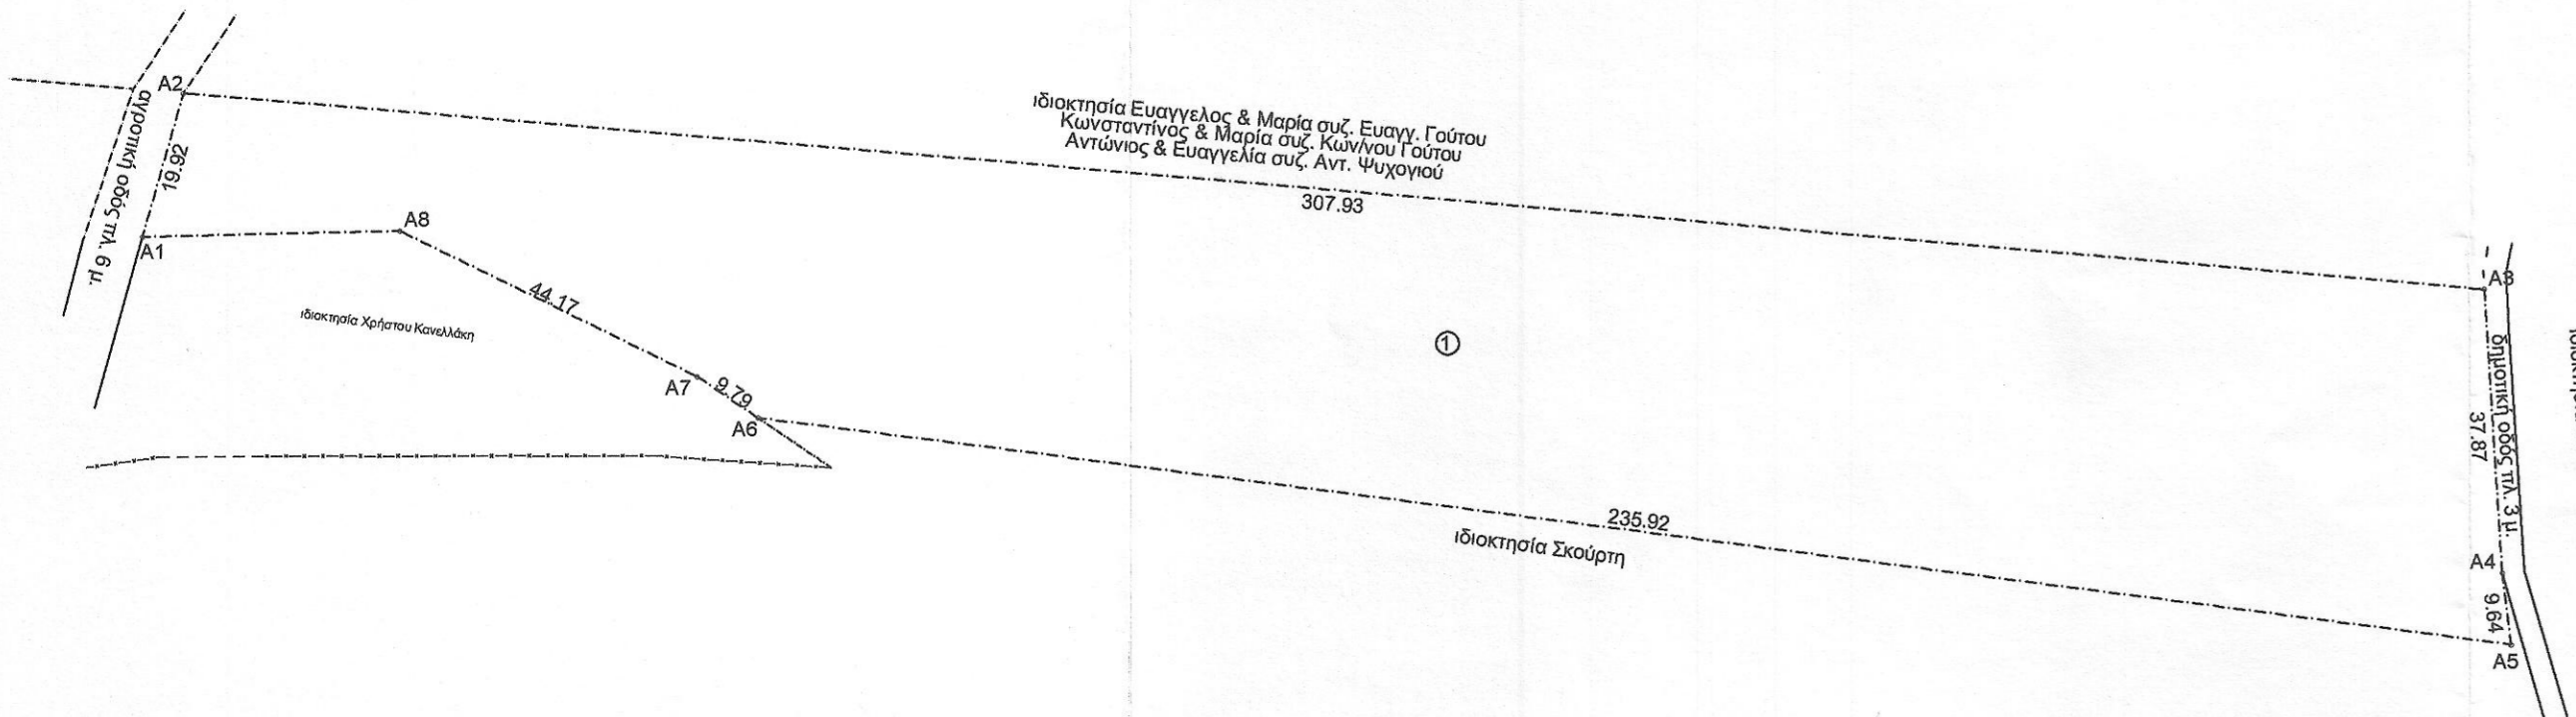 A2
αγροτική οδός πλ. 6 μ.
19.92
A1
A8
44.17
ιδιοκτησία Χρήστου Κανελλάκη
A7
9.79
A6
ιδιοκτησία Ευαγγελος & Μαρία συζ. Ευαγγ. Γούτου
Κωνσταντίνος & Μαρία συζ. Κων/νου Γούτου
Αντώνιος & Ευαγγελία συζ. Αντ. Ψυχογιού
307.93
1
235.92
ιδιοκτησία Σκούρτη
A3
δημοτική οδός πλ. 3 μ.
37.87
A4
9.64
A5